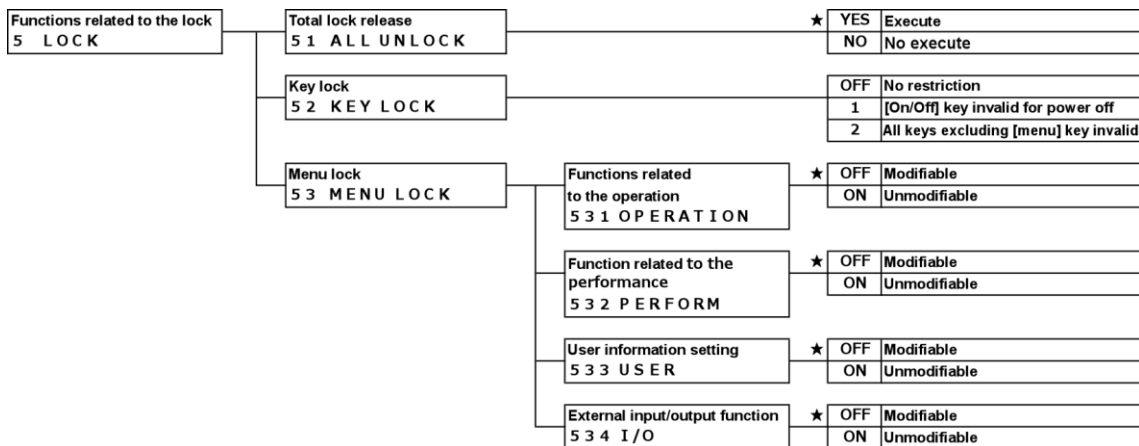 Functions related to the lock
5 LOCK
Total lock release
51 ALL UNLOCK
★ YES Execute
NO No execute
Key lock
52 KEY LOCK
OFF No restriction
1 [On/Off] key invalid for power off
2 All keys excluding [menu] key invalid
Menu lock
53 MENU LOCK
Functions related
to the operation
531 OPERATION
★ OFF Modifiable
ON Unmodifiable
Function related to the
performance
532 PERFORM
★ OFF Modifiable
ON Unmodifiable
User information setting
533 USER
★ OFF Modifiable
ON Unmodifiable
External input/output function
534 I/O
★ OFF Modifiable
ON Unmodifiable